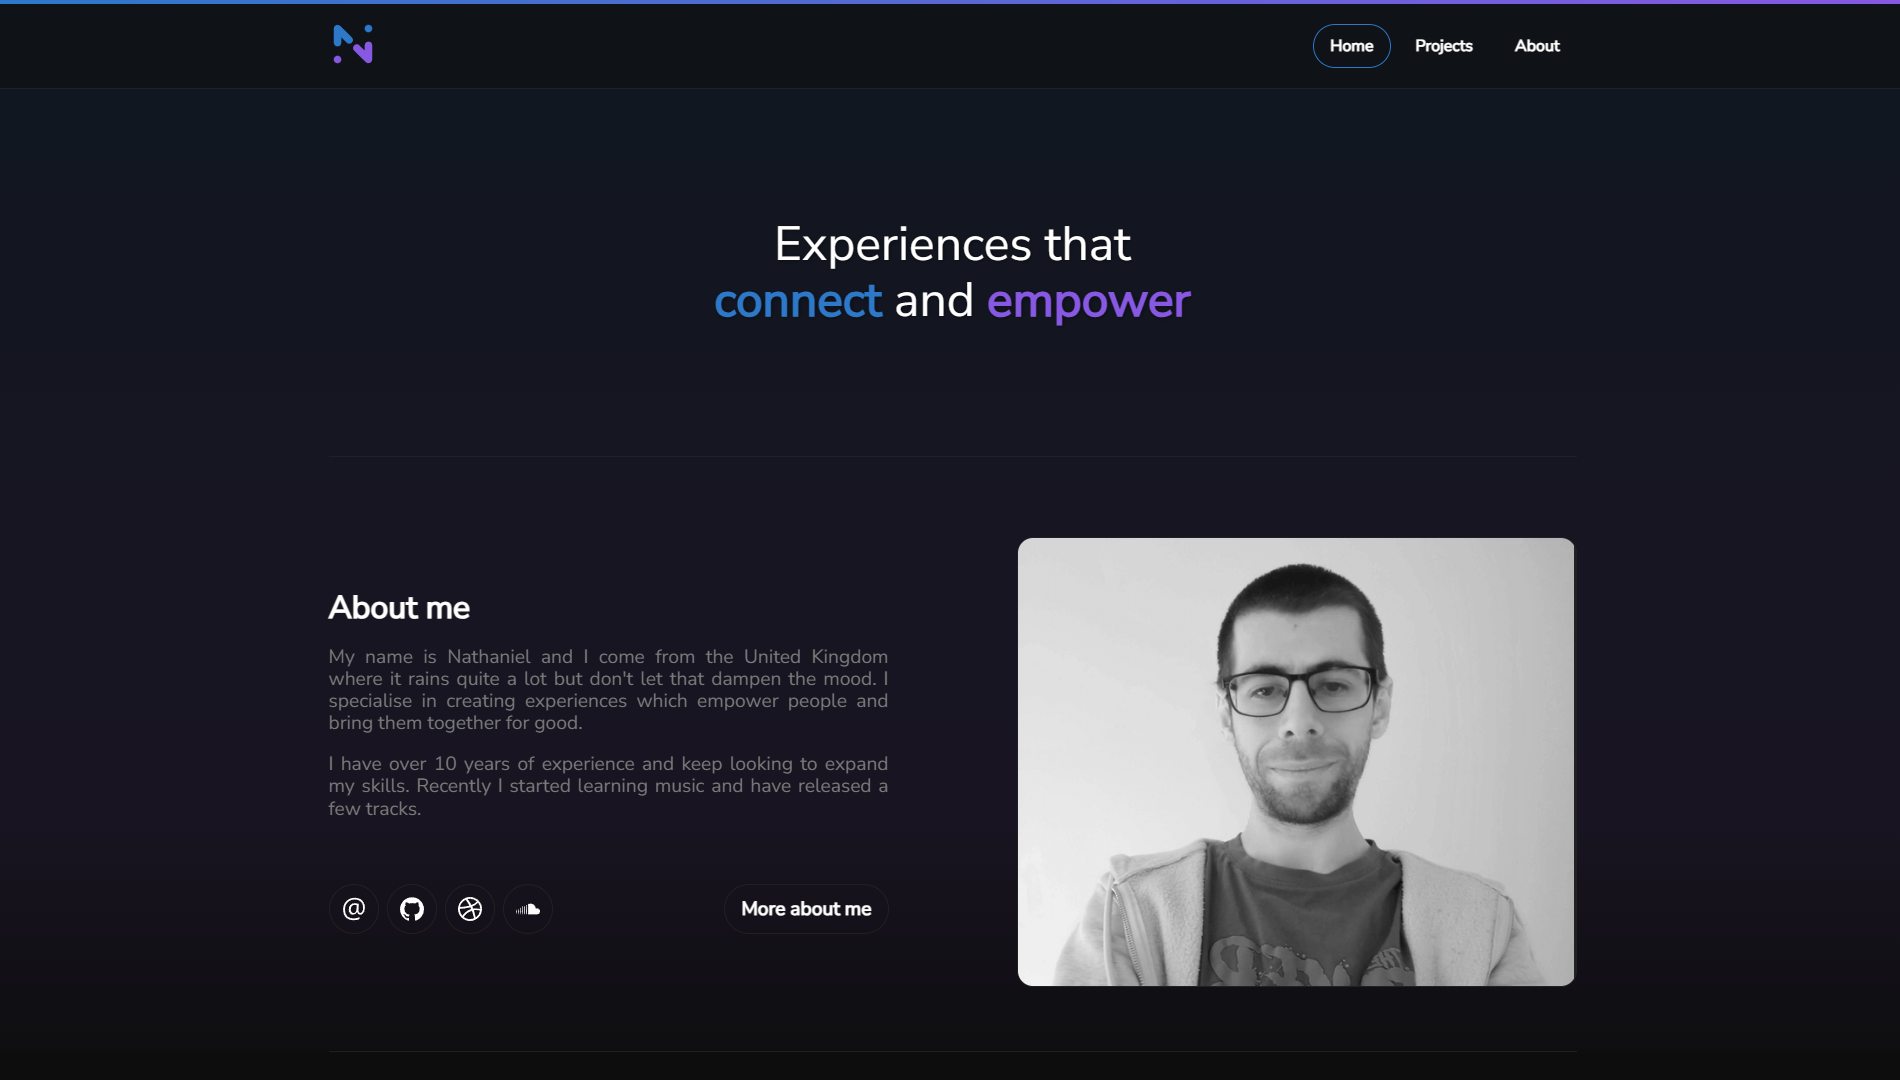 Home Projects About
Experiences that
connect and empower
About me
My name is Nathaniel and I come from the United Kingdom
where it rains quite a lot but don't let that dampen the mood. I
specialise in creating experiences which empower people and
bring them together for good.
I have over 10 years of experience and keep looking to expand
my skills. Recently I started learning music and have released a
few tracks.
More about me